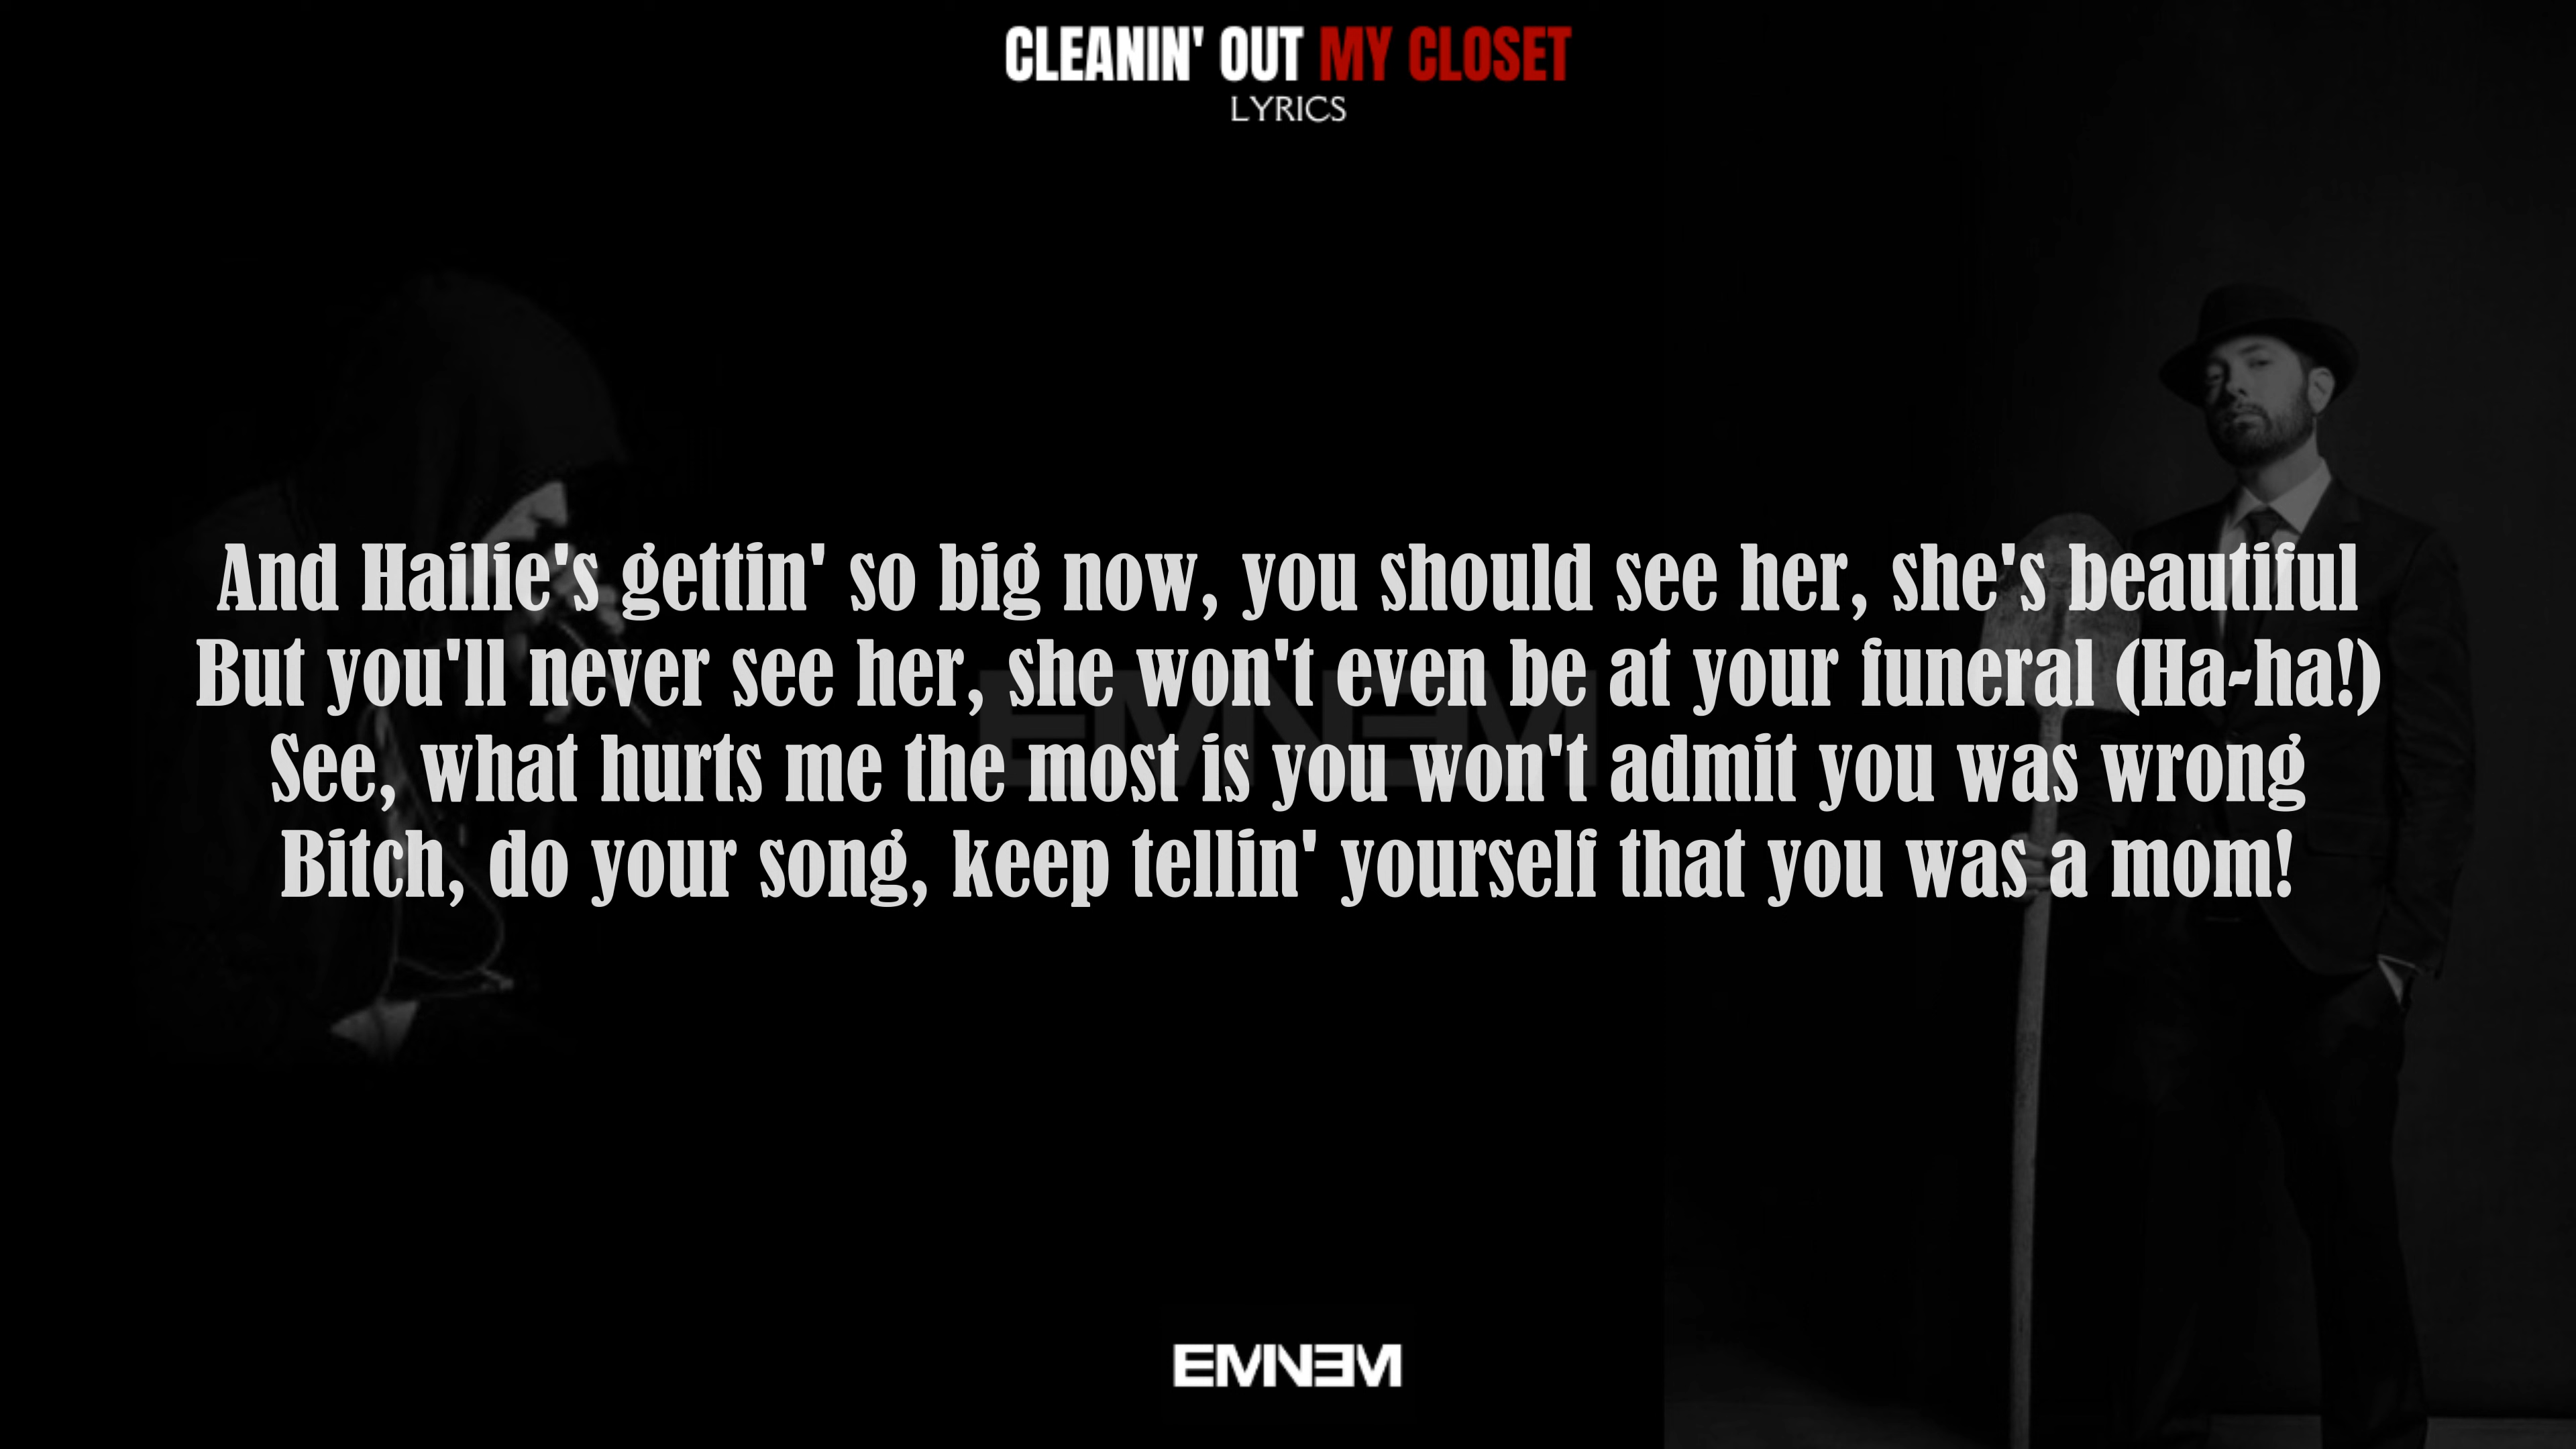 CLEANIN' OUT MY CLOSET
LYRICS
And Hailie's gettin' so big now, you should see her, she's beautiful
But you'll never see her, she won't even be at your funeral (Ha-ha!)
See, what hurts me the most is you won't admit you was wrong
Bitch, do your song, keep tellin' yourself that you was a mom!
EMINEM
EMINEM